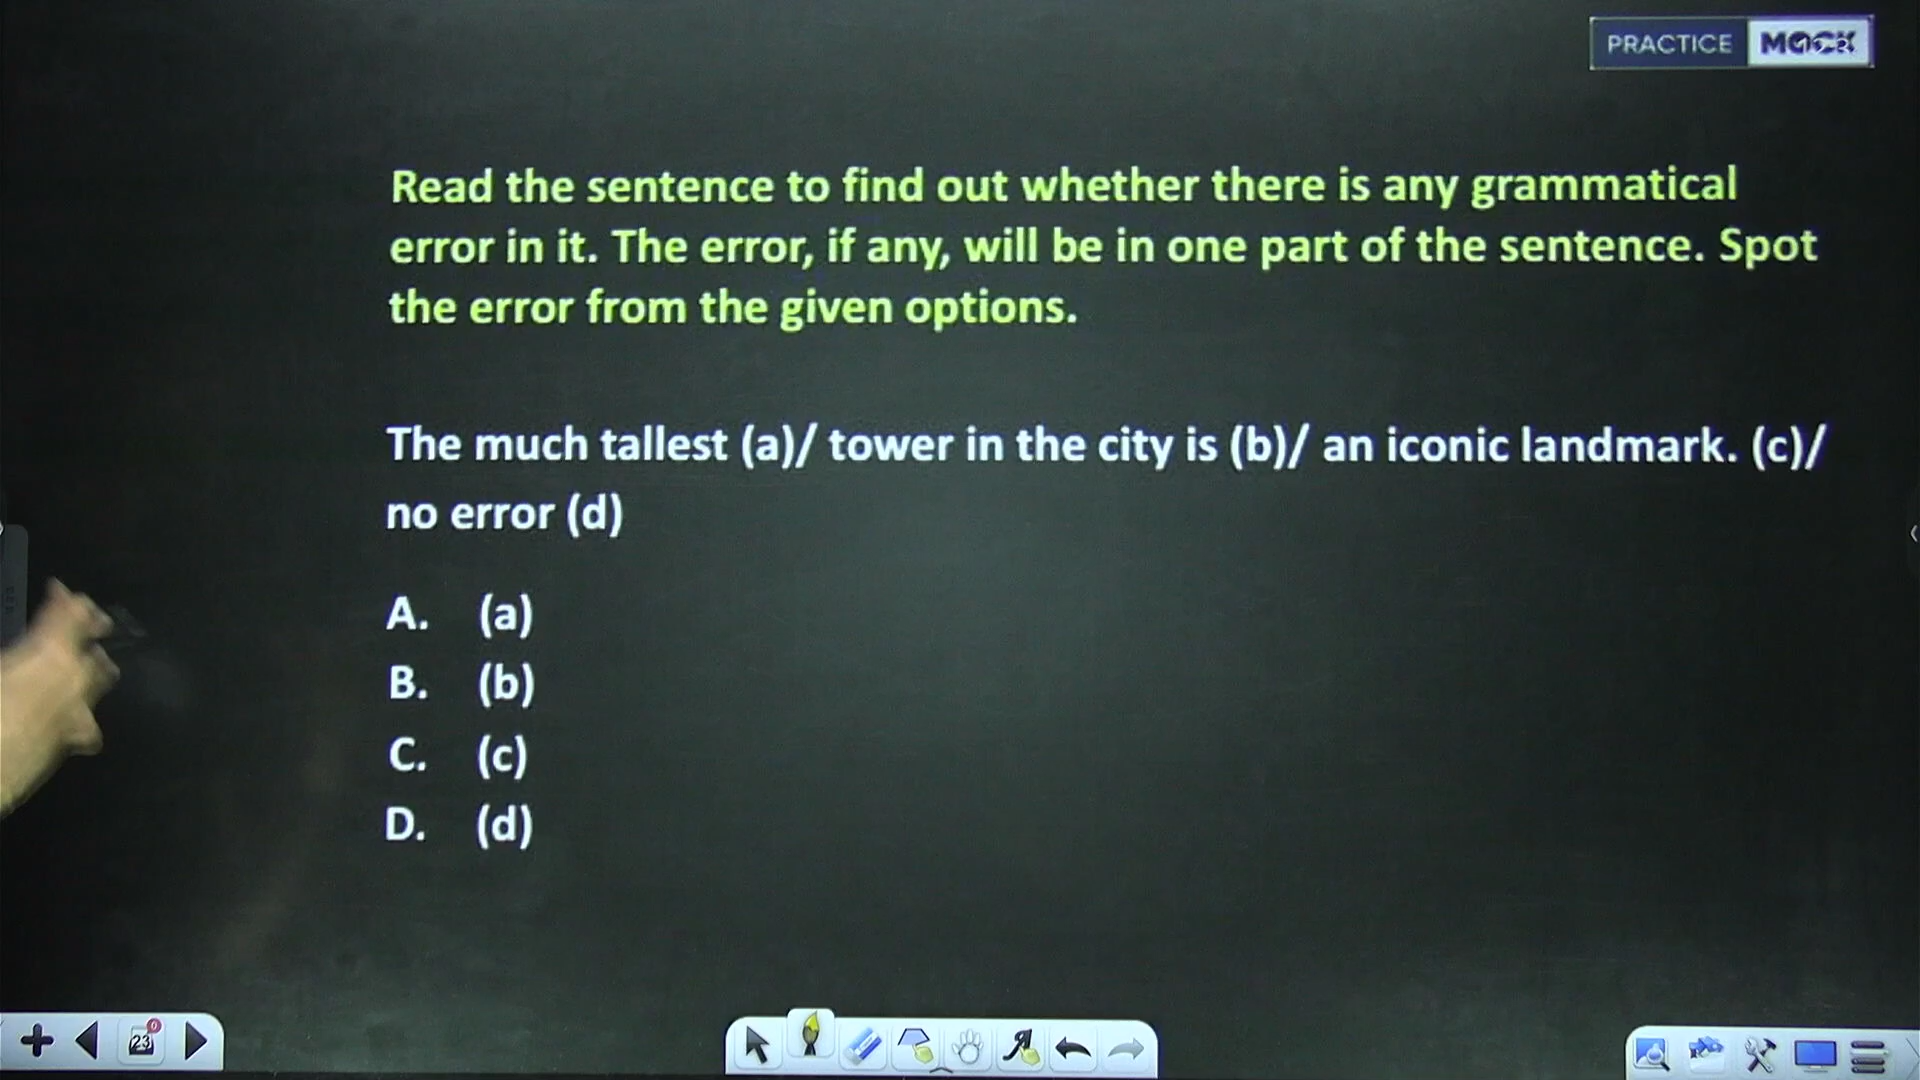 PRACTICE MOCK
Read the sentence to find out whether there is any grammatical
error in it. The error, if any, will be in one part of the sentence. Spot
the error from the given options.
The much tallest (a)/ tower in the city is (b)/ an iconic landmark. (c)/
no error (d)
A. (a)
B. (b)
C. (c)
D. (d)
23
0